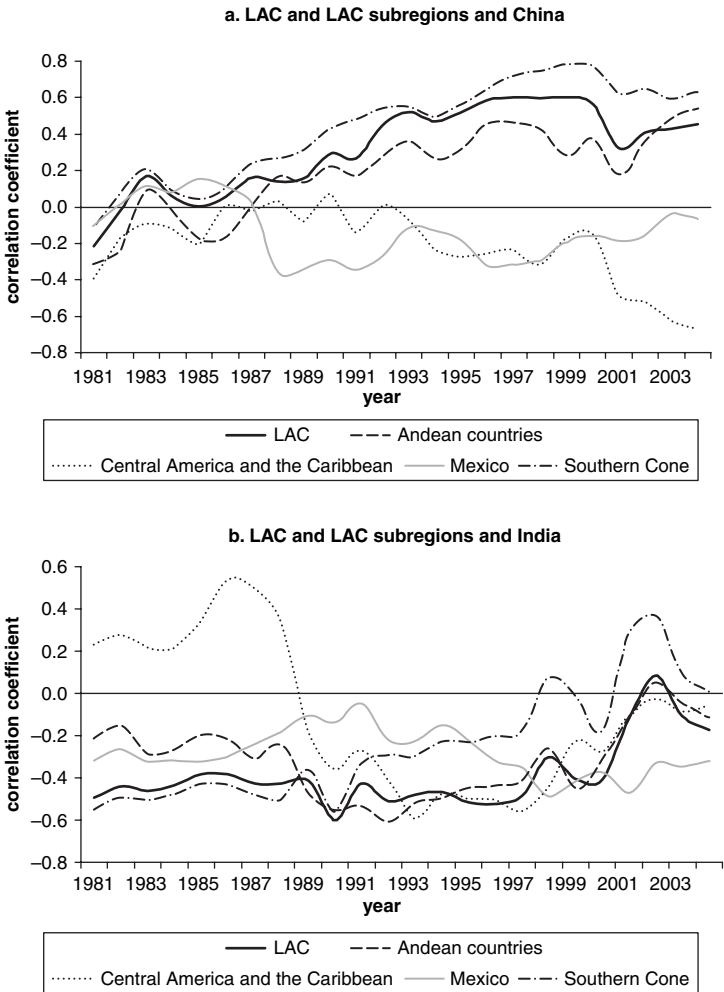 a. LAC and LAC subregions and China
correlation coefficient
0.8
0.6
0.4
0.2
0.0
–0.2
–0.4
–0.6
–0.8
1981 1983 1985 1987 1989 1991 1993 1995 1997 1999 2001 2003
year
LAC Andean countries
Central America and the Caribbean Mexico Southern Cone
b. LAC and LAC subregions and India
correlation coefficient
0.6
0.4
0.2
0.0
–0.2
–0.4
–0.6
–0.8
1981 1983 1985 1987 1989 1991 1993 1995 1997 1999 2001 2003
year
LAC Andean countries
Central America and the Caribbean Mexico Southern Cone